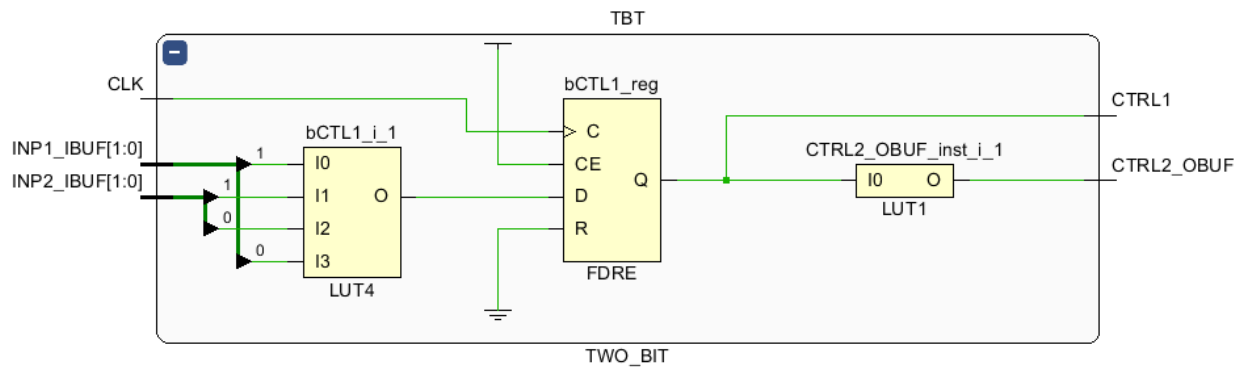 TBT
−
CLK
bCTL1_reg
CTRL1
C
INP1_IBUF[1:0]
bCTL1_i_1
CTRL2_OBUF_inst_i_1
1
I0
CE
CTRL2_OBUF
INP2_IBUF[1:0]
1
I1
O
D
Q
I0
O
0
I2
R
LUT1
0
I3
LUT4
FDRE
TWO_BIT